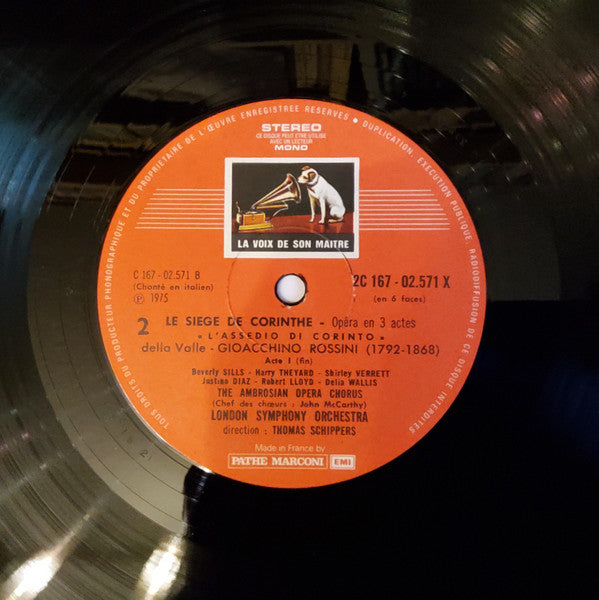 TOUS DROITS DU PRODUCTEUR PHONOGRAPHIQUE ET DU PROPRIETAIRE DE L'ŒUVRE ENREGISTREE RESERVES • DUPLICATION, EXECUTION PUBLIQUE, RADIODIFFUSION DE CE DISQUE INTERDITES
STEREO
CE DISQUE PEUT ETRE UTILISE
AVEC UN LECTEUR
MONO
LA VOIX DE SON MAITRE
C 167 - 02.571 B
(Chanté en italien)
℗ 1975
2C 167 - 02.571 X
(en 6 faces)
2 LE SIEGE DE CORINTHE - Opéra en 3 actes
« L'ASSEDIO DI CORINTO »
della Valle - GIOACCHINO ROSSINI (1792-1868)
Acte I (fin)
Beverly SILLS - Harry THEYARD - Shirley VERRETT
Justino DIAZ - Robert LLOYD - Delia WALLIS
THE AMBROSIAN OPERA CHORUS
(Chef des chœurs : John McCarthy)
LONDON SYMPHONY ORCHESTRA
direction : THOMAS SCHIPPERS
Made in France by
PATHE MARCONI EMI